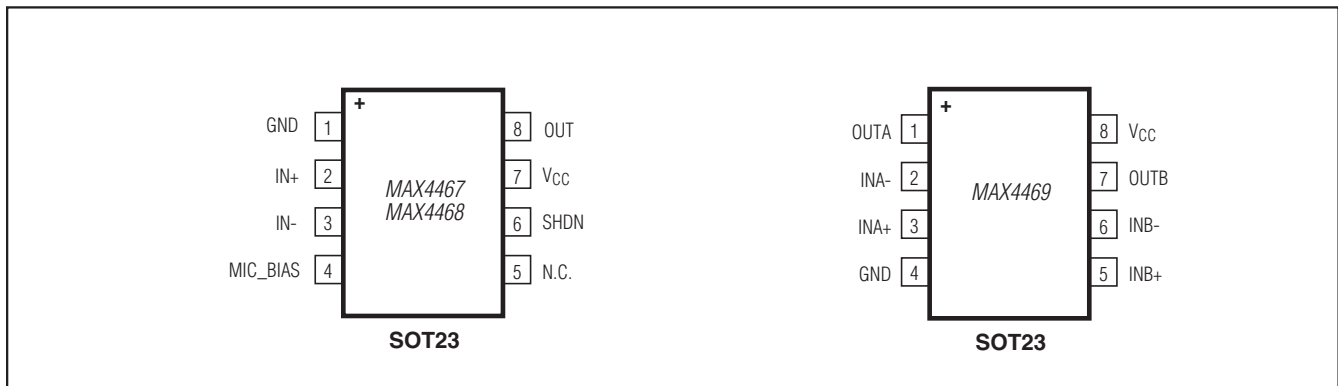 +
GND 1 8 OUT
IN+ 2 7 VCC
MAX4467
MAX4468
IN- 3 6 SHDN
MIC_BIAS 4 5 N.C.
SOT23
+
OUTA 1 8 VCC
INA- 2 7 OUTB
MAX4469
INA+ 3 6 INB-
GND 4 5 INB+
SOT23